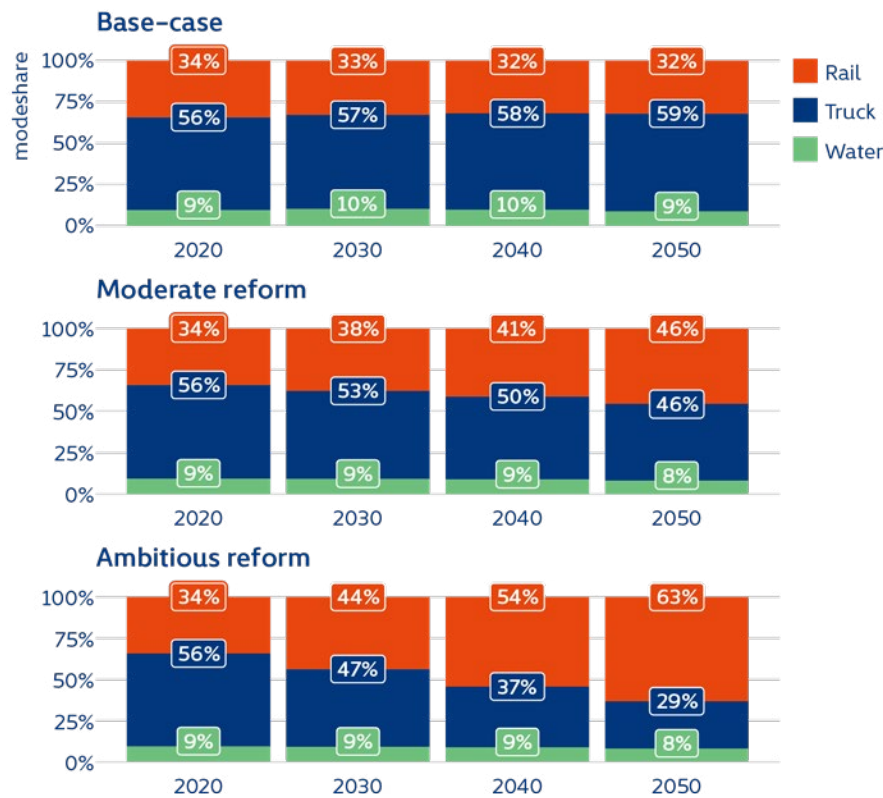 Base-case
modeshare
100%
75%
50%
25%
0%
34% 33% 32% 32%
56% 57% 58% 59%
9% 10% 10% 9%
2020 2030 2040 2050
Rail
Truck
Water
Moderate reform
100%
75%
50%
25%
0%
34% 38% 41% 46%
56% 53% 50% 46%
9% 9% 9% 8%
2020 2030 2040 2050
Ambitious reform
100%
75%
50%
25%
0%
34% 44% 54% 63%
56% 47% 37% 29%
9% 9% 9% 8%
2020 2030 2040 2050